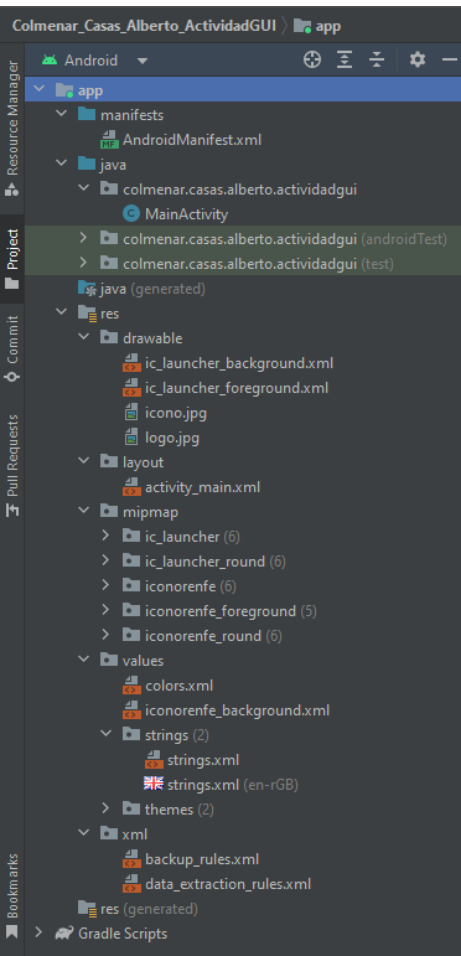 Colmenar_Casas_Alberto_ActividadGUI app
Android
Resource Manager
Project
Commit
Pull Requests
Bookmarks
app
manifests
AndroidManifest.xml
java
colmenar.casas.alberto.actividadgui
MainActivity
colmenar.casas.alberto.actividadgui (androidTest)
colmenar.casas.alberto.actividadgui (test)
java (generated)
res
drawable
ic_launcher_background.xml
ic_launcher_foreground.xml
icono.jpg
logo.jpg
layout
activity_main.xml
mipmap
ic_launcher (6)
ic_launcher_round (6)
iconorenfe (6)
iconorenfe_foreground (5)
iconorenfe_round (6)
values
colors.xml
iconorenfe_background.xml
strings (2)
strings.xml
strings.xml (en-rGB)
themes (2)
xml
backup_rules.xml
data_extraction_rules.xml
res (generated)
Gradle Scripts